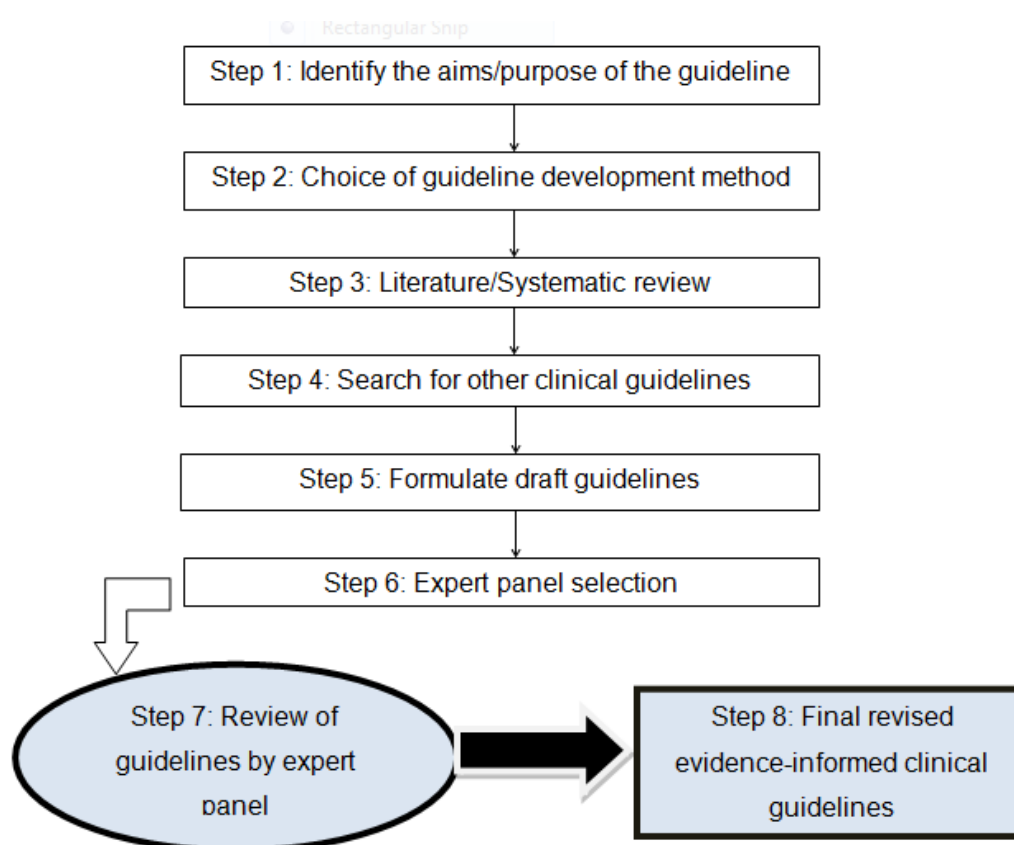 Rectangular Snip
Step 1: Identify the aims/purpose of the guideline
Step 2: Choice of guideline development method
Step 3: Literature/Systematic review
Step 4: Search for other clinical guidelines
Step 5: Formulate draft guidelines
Step 6: Expert panel selection
Step 7: Review of
guidelines by expert
panel
Step 8: Final revised
evidence-informed clinical
guidelines